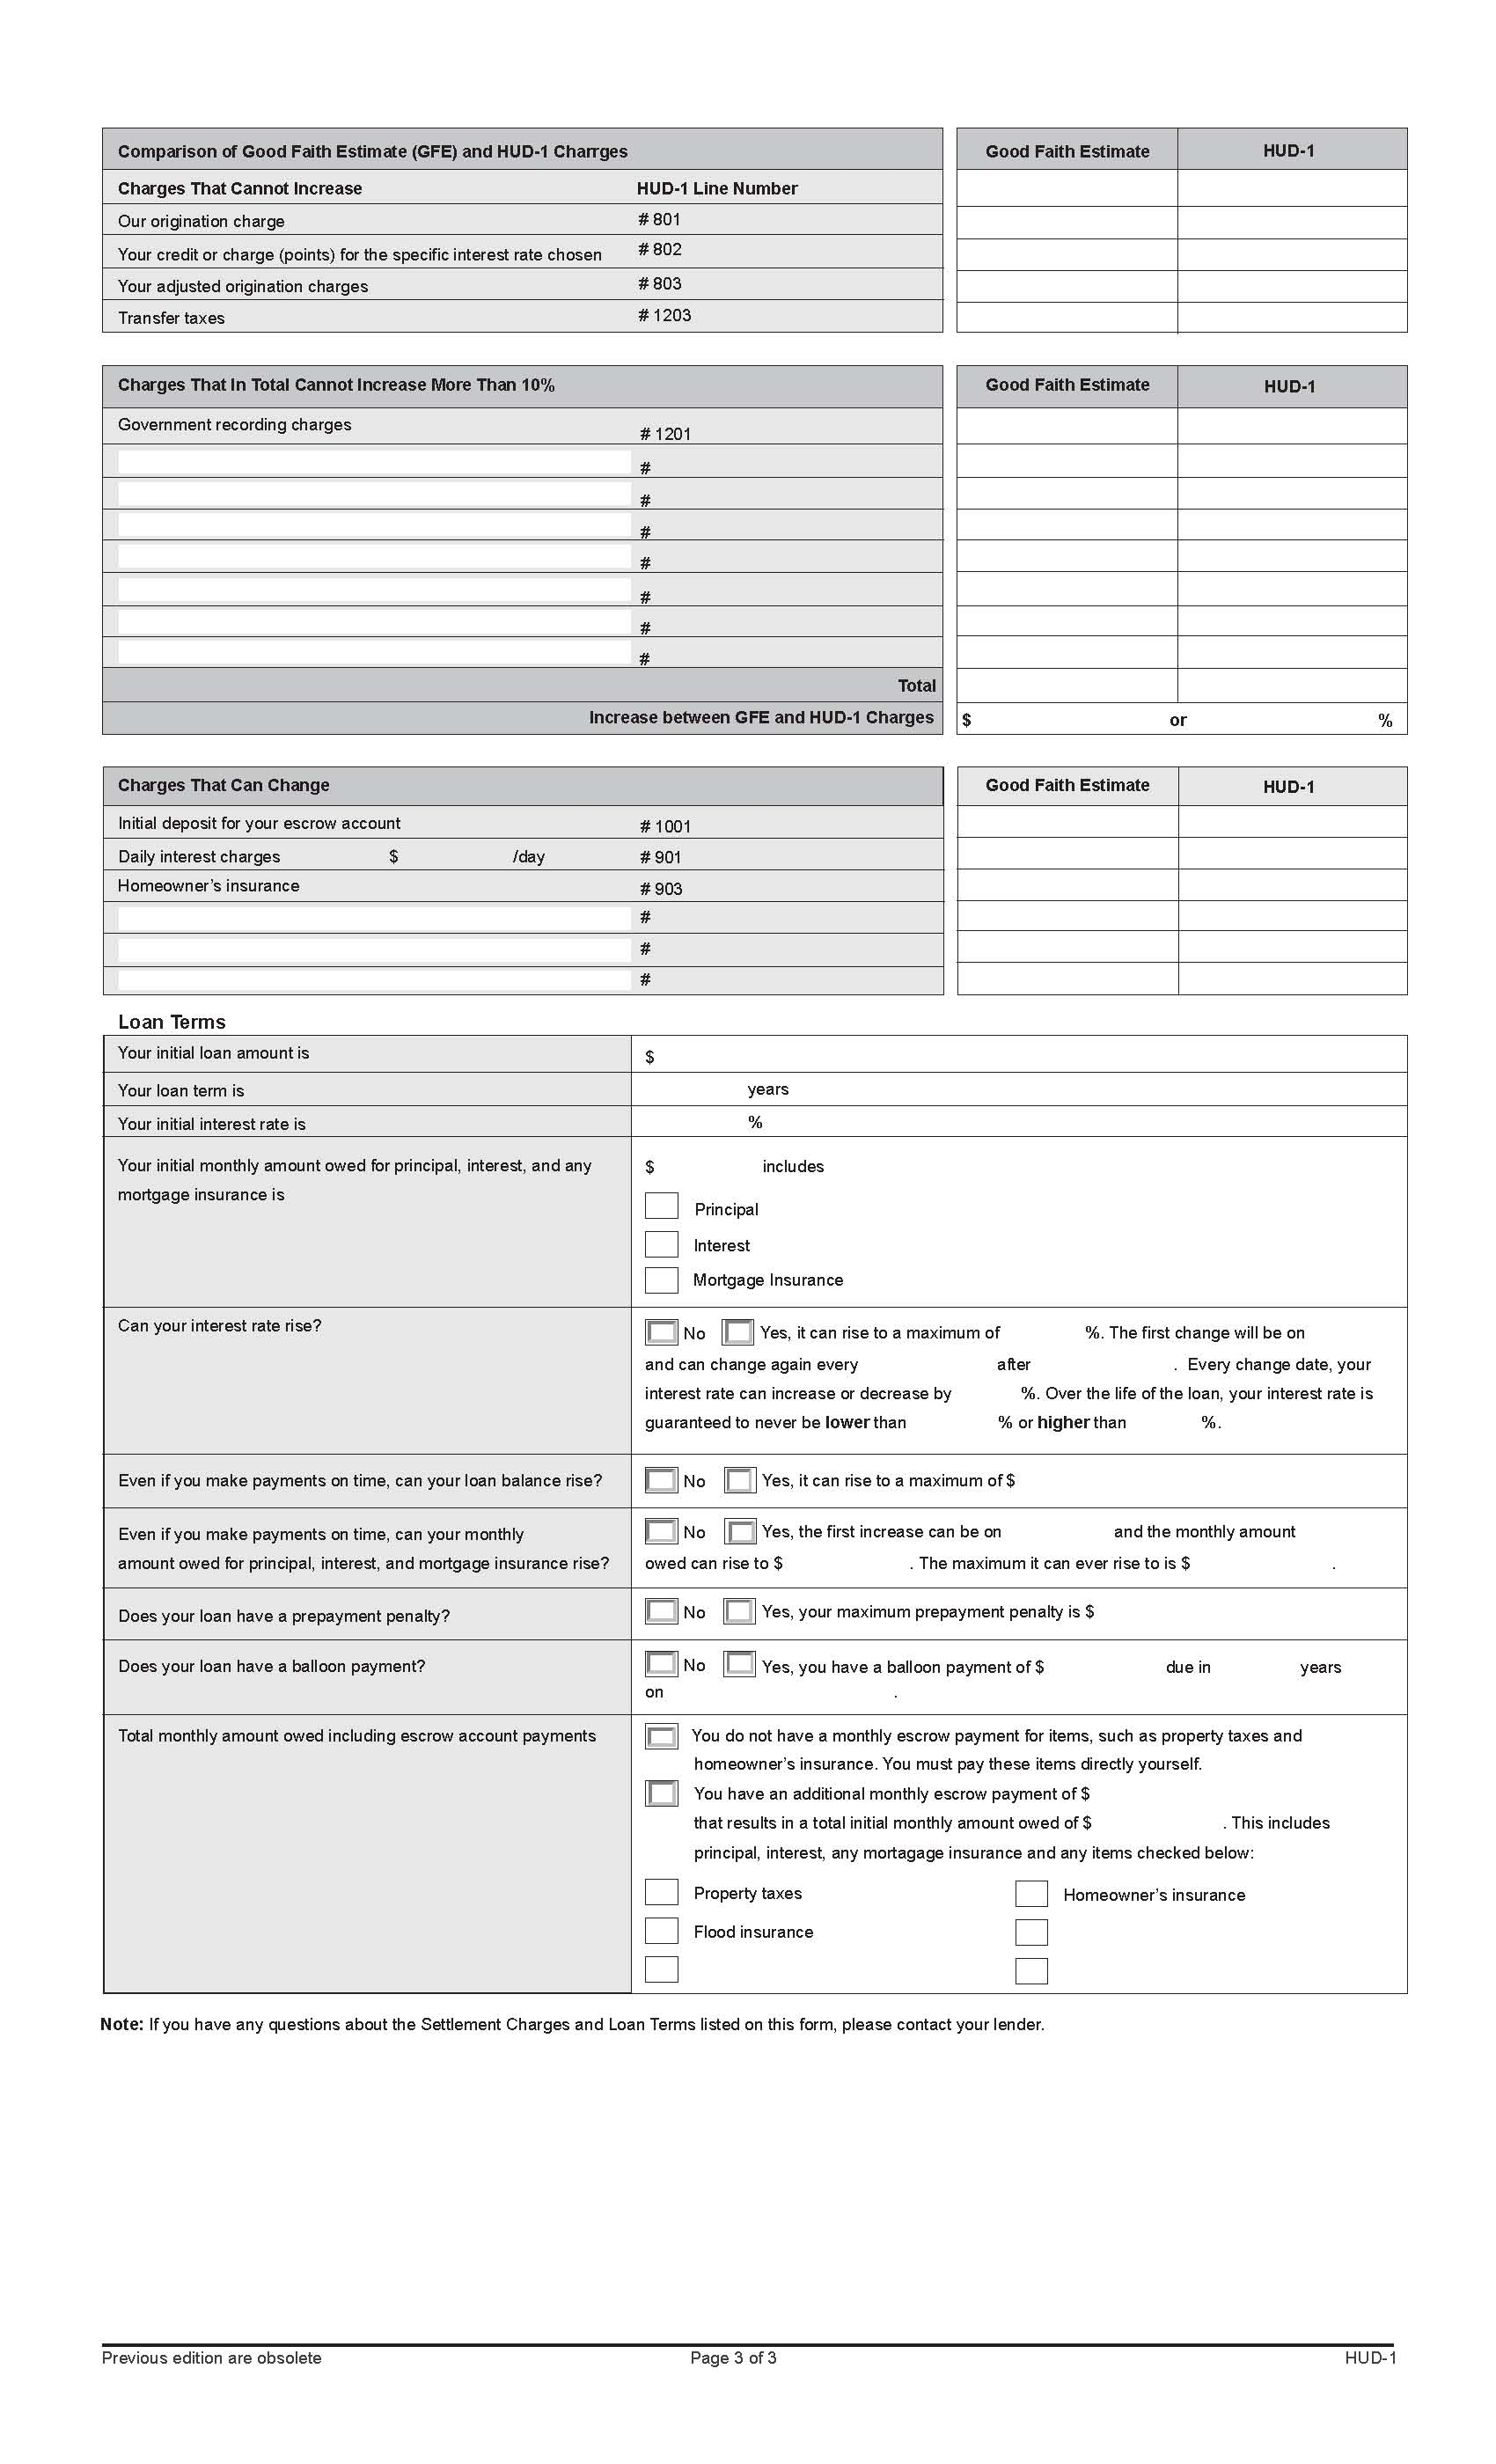 Comparison of Good Faith Estimate (GFE) and HUD-1 Charrges Good Faith Estimate HUD-1
Charges That Cannot Increase HUD-1 Line Number
Our origination charge # 801
Your credit or charge (points) for the specific interest rate chosen # 802
Your adjusted origination charges # 803
Transfer taxes # 1203
Charges That In Total Cannot Increase More Than 10% Good Faith Estimate HUD-1
Government recording charges # 1201
#
#
#
#
#
#
#
Total
Increase between GFE and HUD-1 Charges $ or %
Charges That Can Change Good Faith Estimate HUD-1
Initial deposit for your escrow account # 1001
Daily interest charges $ /day # 901
Homeowner’s insurance # 903
#
#
#
Loan Terms
Your initial loan amount is $
Your loan term is years
Your initial interest rate is %
Your initial monthly amount owed for principal, interest, and any $ includes
mortgage insurance is
Principal
Interest
Mortgage Insurance
Can your interest rate rise? No Yes, it can rise to a maximum of %. The first change will be on
and can change again every after . Every change date, your
interest rate can increase or decrease by %. Over the life of the loan, your interest rate is
guaranteed to never be lower than % or higher than %.
Even if you make payments on time, can your loan balance rise? No Yes, it can rise to a maximum of $
Even if you make payments on time, can your monthly No Yes, the first increase can be on and the monthly amount
amount owed for principal, interest, and mortgage insurance rise? owed can rise to $ . The maximum it can ever rise to is $ .
Does your loan have a prepayment penalty? No Yes, your maximum prepayment penalty is $
Does your loan have a balloon payment? No Yes, you have a balloon payment of $ due in years
on .
Total monthly amount owed including escrow account payments You do not have a monthly escrow payment for items, such as property taxes and
homeowner’s insurance. You must pay these items directly yourself.
You have an additional monthly escrow payment of $
that results in a total initial monthly amount owed of $ . This includes
principal, interest, any mortagage insurance and any items checked below:
Property taxes Homeowner’s insurance
Flood insurance
Note: If you have any questions about the Settlement Charges and Loan Terms listed on this form, please contact your lender.
Previous edition are obsolete Page 3 of 3 HUD-1